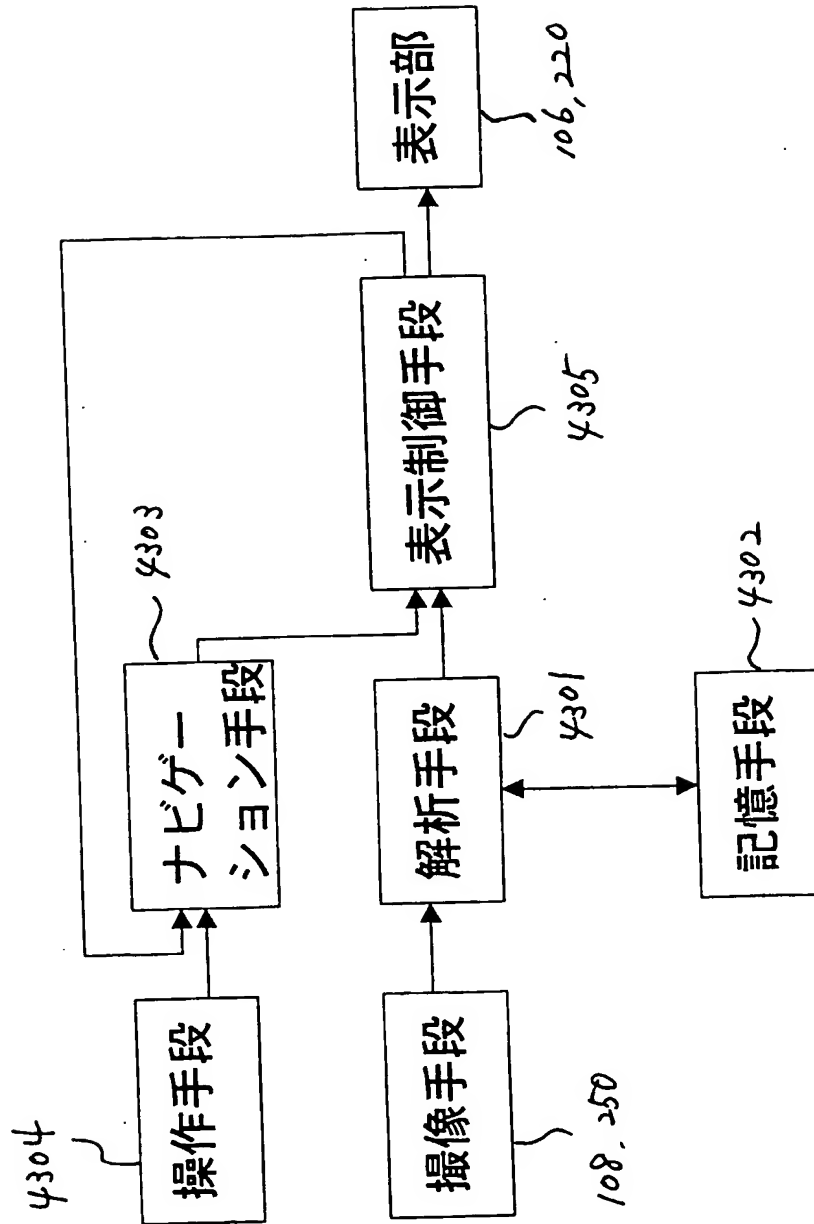 4304
操作手段
ナビゲー
ション手段
4303
撮像手段
108, 250
解析手段
4301
記憶手段
4302
表示制御手段
4305
表示部
106, 220